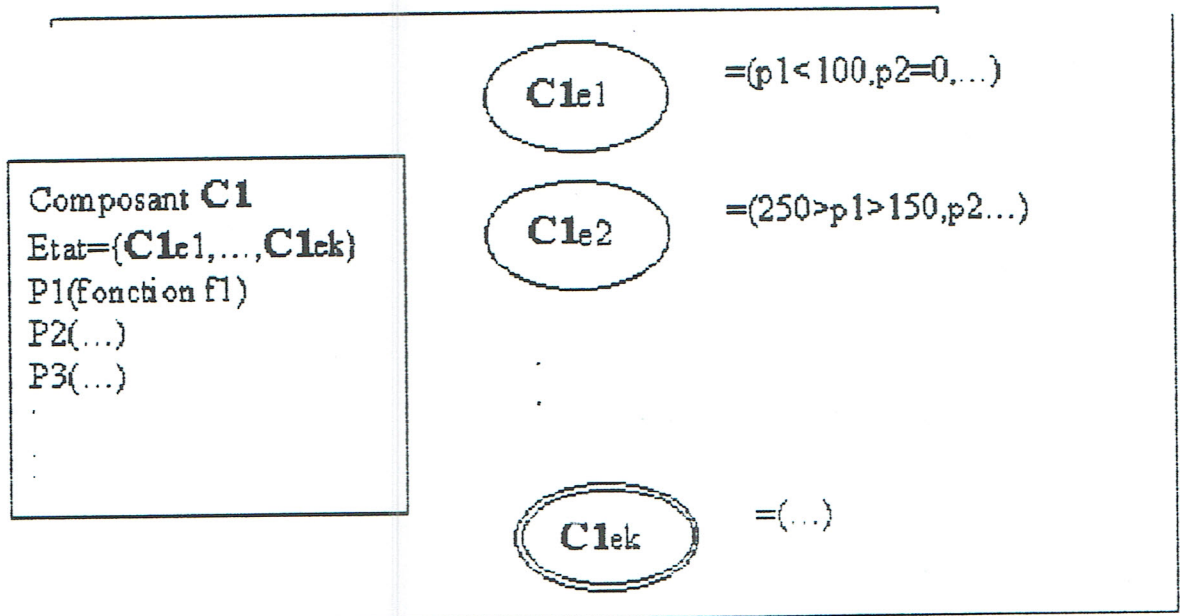 C1e1
=(p1<100,p2=0,...)
Composant C1
Etat={C1e1,...,C1ek}
P1(fonction f1)
P2(...)
P3(...)
.
.
.
C1e2
=(250>p1>150,p2...)
.
.
C1ek
=(...)